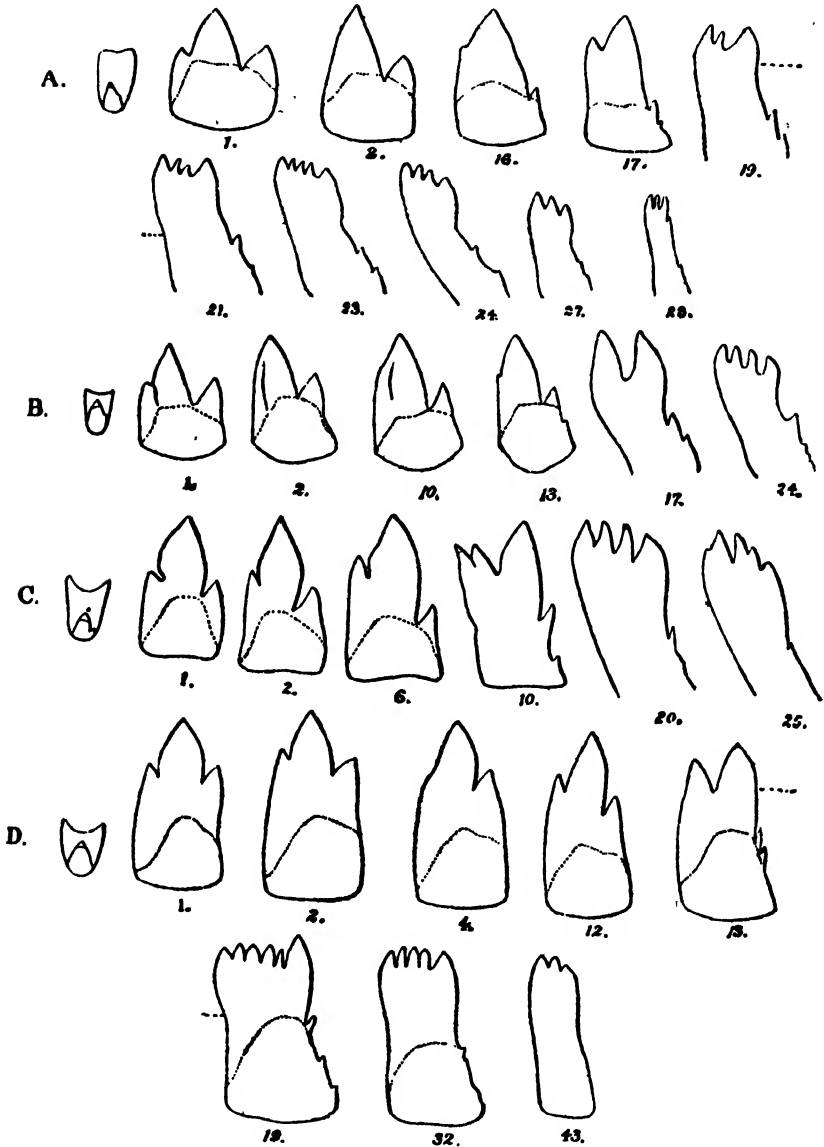 A. 1. 2. 16. 17. 19.
21. 23. 24. 27. 28.
B. 1. 2. 10. 13. 17. 24.
C. 1. 2. 6. 10. 20. 25.
D. 1. 2. 4. 12. 13.
19. 32. 43.